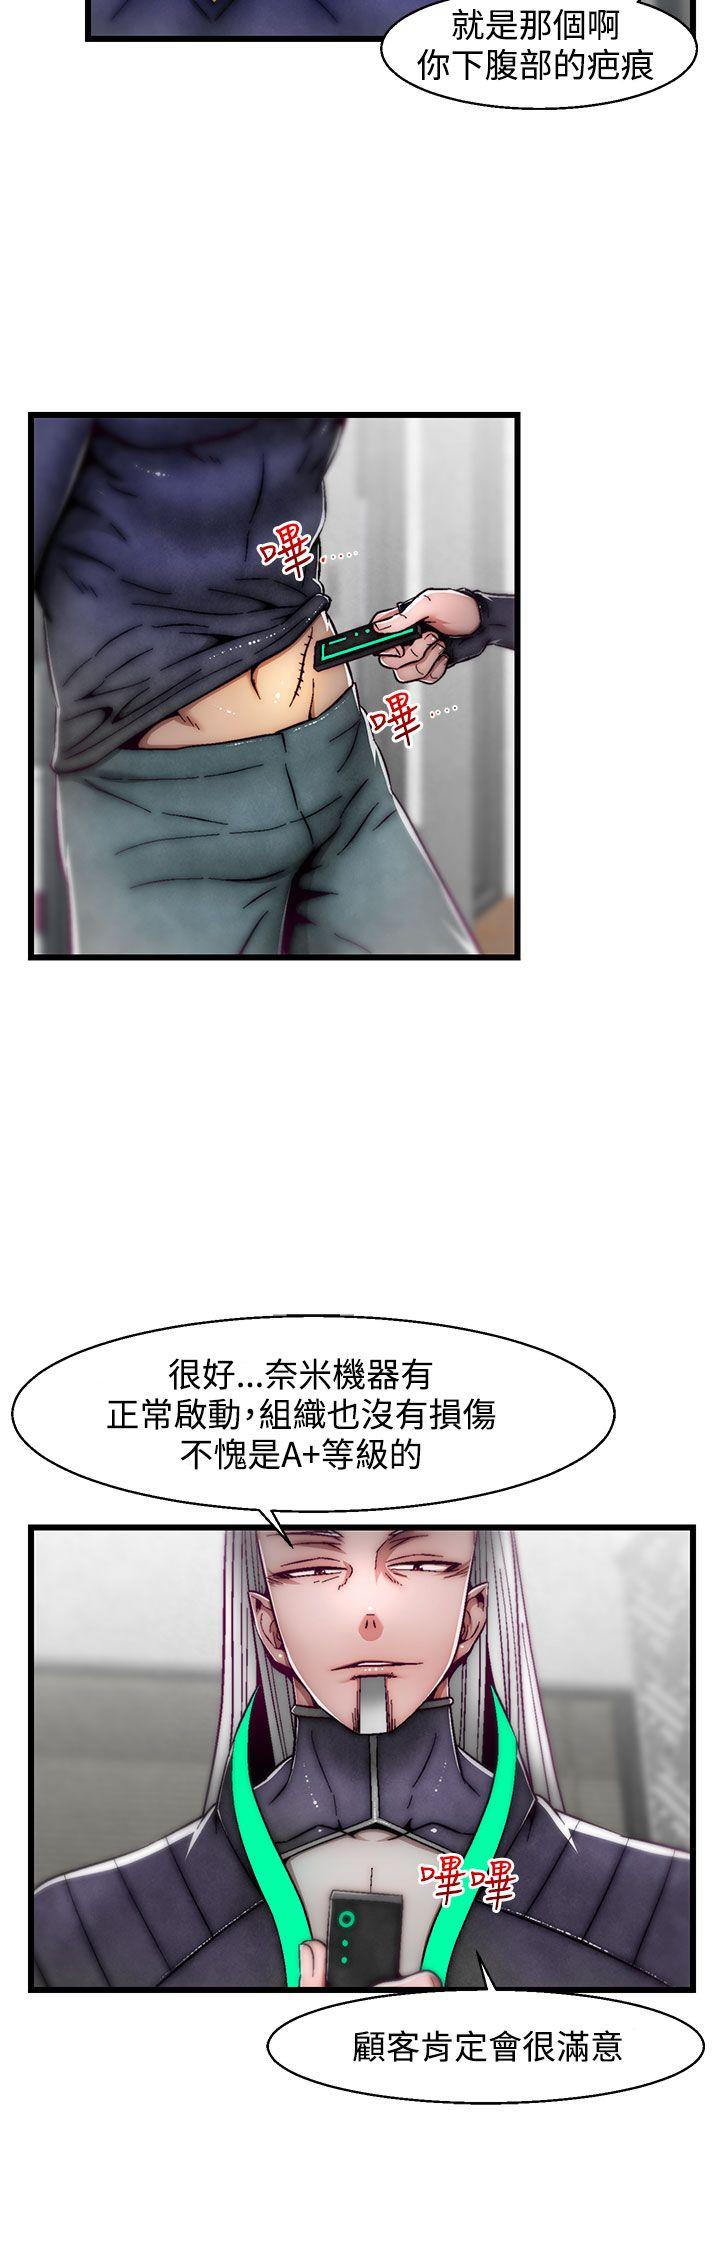 就是那個啊
你下腹部的疤痕
嗶……
嗶……
很好…奈米機器有
正常啟動，組織也沒有損傷
不愧是A+等級的
嗶嗶
顧客肯定會很滿意